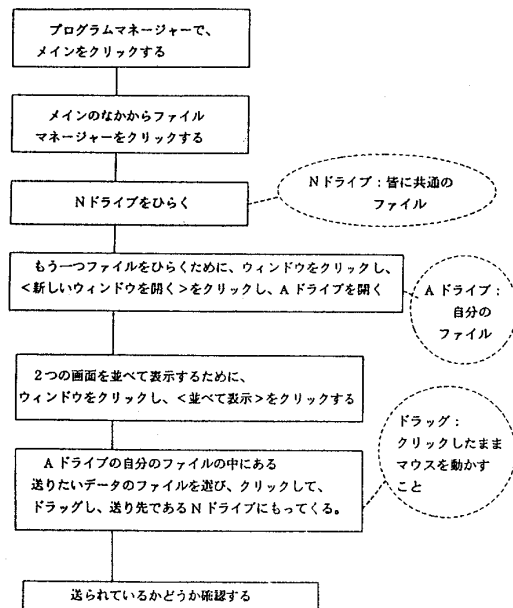 プログラムマネージャーで、
メインをクリックする
メインのなかからファイル
マネージャーをクリックする
Nドライブをひらく
Nドライブ：皆に共通の
ファイル
もう一つファイルをひらくために、ウィンドウをクリックし、
＜新しいウィンドウを開く＞をクリックし、Aドライブを開く
Aドライブ：
自分の
ファイル
2つの画面を並べて表示するために、
ウィンドウをクリックし、＜並べて表示＞をクリックする
ドラッグ：
クリックしたまま
マウスを動かす
こと
Aドライブの自分のファイルの中にある
送りたいデータのファイルを選び、クリックして、
ドラッグし、送り先であるNドライブにもってくる。
送られているかどうか確認する